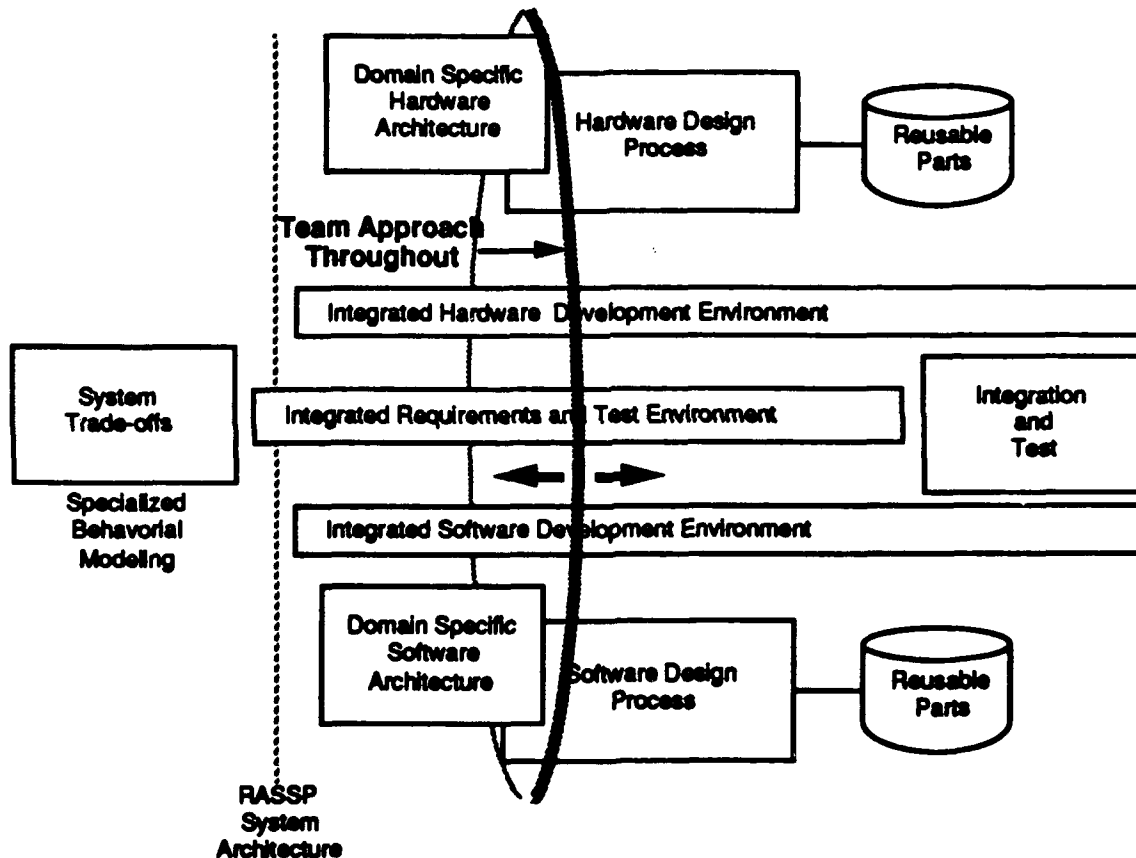 Domain Specific
Hardware
Architecture
Hardware Design
Process
Reusable
Parts
Team Approach
Throughout
Integrated Hardware Development Environment
System
Trade-offs
Integrated Requirements and Test Environment
Integration
and
Test
Specialized
Behavorial
Modeling
Integrated Software Development Environment
Domain Specific
Software
Architecture
Software Design
Process
Reusable
Parts
RASSP
System
Architecture